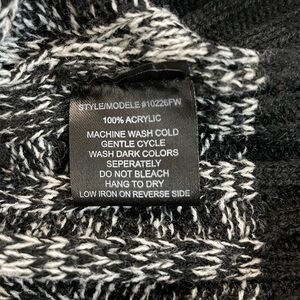 STYLE/MODELE #10226FW
100% ACRYLIC
MACHINE WASH COLD
GENTLE CYCLE
WASH DARK COLORS
SEPERATELY
DO NOT BLEACH
HANG TO DRY
LOW IRON ON REVERSE SIDE